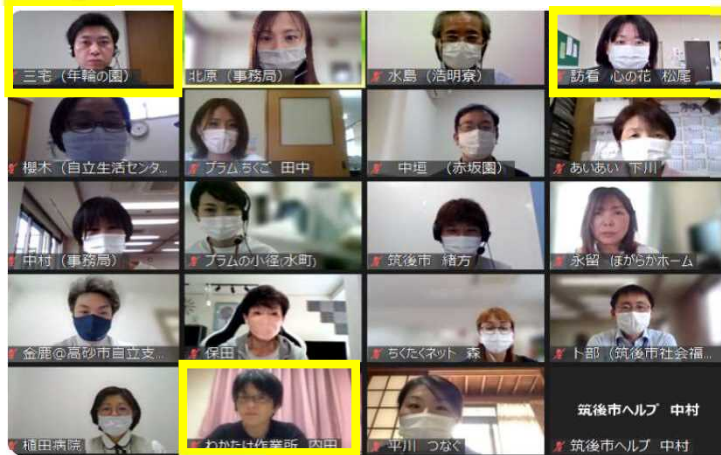 三宅（年輪の園）
北原（事務局）
水島（浩明寮）
訪看 心の花 松尾
櫻木（自立生活センタ...
プラムちくご 田中
中垣 （赤坂園）
あいあい 下川
中村（事務局）
プラムの小径(水町)
筑後市 緒方
永留 ほがらかホーム
金鹿@高砂市自立支...
保田
ちくたくネット 森
卜部（筑後市社会福...
植田病院
わかたけ作業所 内田
平川 つなぐ
筑後市ヘルプ 中村
筑後市ヘルプ 中村